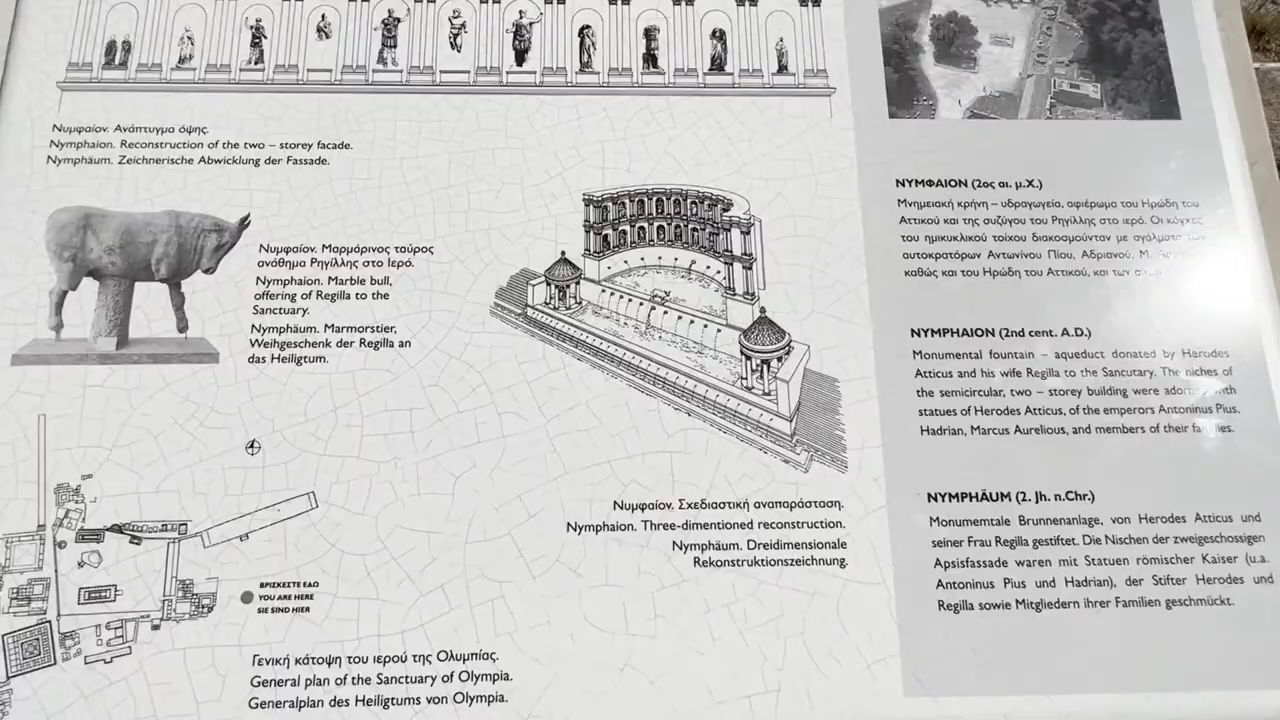 Νυμφαίον. Ανάπτυγμα όψης.
Nymphaion. Reconstruction of the two – storey facade.
Nymphäum. Zeichnerische Abwicklung der Fassade.
Νυμφαίον. Μαρμάρινος ταύρος
ανάθημα Ρηγίλλης στο Ιερό.
Nymphaion. Marble bull,
offering of Regilla to the
Sanctuary.
Nymphäum. Marmorstier,
Weihgeschenk der Regilla an
das Heiligtum.
ΒΡΙΣΚΕΣΤΕ ΕΔΩ
YOU ARE HERE
SIE SIND HIER
Γενική κάτοψη του ιερού της Ολυμπίας.
General plan of the Sanctuary of Olympia.
Generalplan des Heiligtums von Olympia.
Νυμφαίον. Σχεδιαστική αναπαράσταση.
Nymphaion. Three-dimentioned reconstruction.
Nymphäum. Dreidimensionale
Rekonstruktionszeichnung.
ΝΥΜΦΑΙΟΝ (2ος αι. μ.Χ.)
Μνημειακή κρήνη – υδραγωγεία, αφιέρωμα του Ηρώδη του
Αττικού και της συζύγου του Ρηγίλλης στο ιερό. Οι κόγχες
του ημικυκλικού τοίχου διακοσμούνταν με αγάλματα των
αυτοκρατόρων Αντωνίνου Πίου, Αδριανού, Μ.
καθώς και του Ηρώδη του Αττικού, και των
NYMPHAION (2nd cent. A.D.)
Monumental fountain – aqueduct donated by Herodes
Atticus and his wife Regilla to the Sancutary. The niches of
the semicircular, two – storey building were adorned with
statues of Herodes Atticus, of the emperors Antoninus Pius,
Hadrian, Marcus Aurelious, and members of their families.
NYMPHÄUM (2. Jh. n.Chr.)
Monumemtale Brunnenanlage, von Herodes Atticus und
seiner Frau Regilla gestiftet. Die Nischen der zweigeschossigen
Apsisfassade waren mit Statuen römischer Kaiser (u.a.
Antoninus Pius und Hadrian), der Stifter Herodes und
Regilla sowie Mitgliedern ihrer Familien geschmückt.